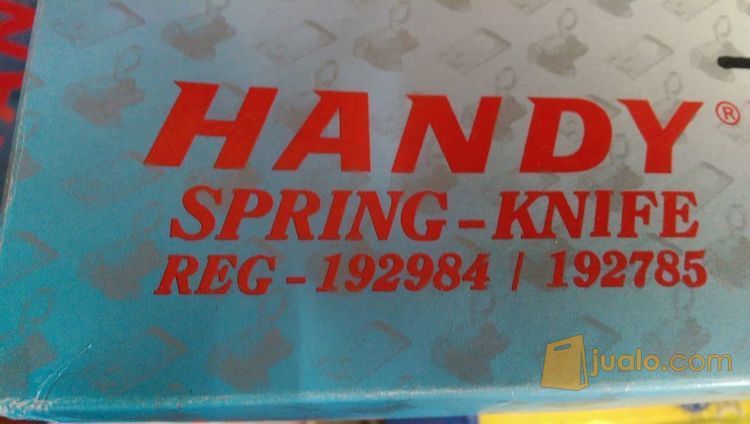 HANDY®
SPRING-KNIFE
REG - 192984 / 192785
jualo.com